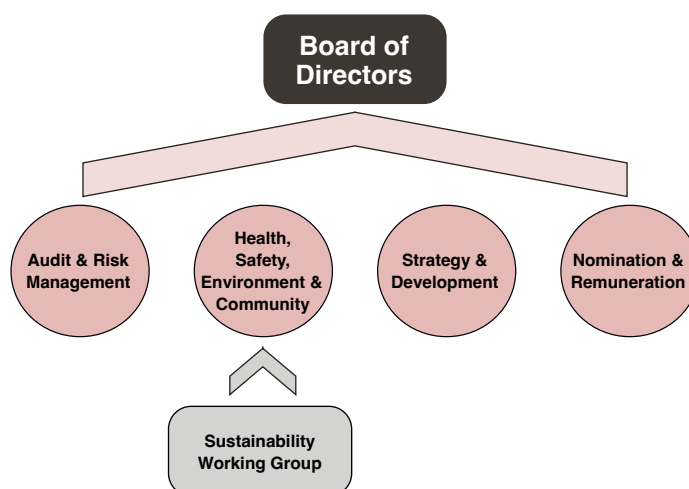 Board of
Directors
Audit & Risk
Management
Health,
Safety,
Environment &
Community
Strategy &
Development
Nomination &
Remuneration
Sustainability
Working Group